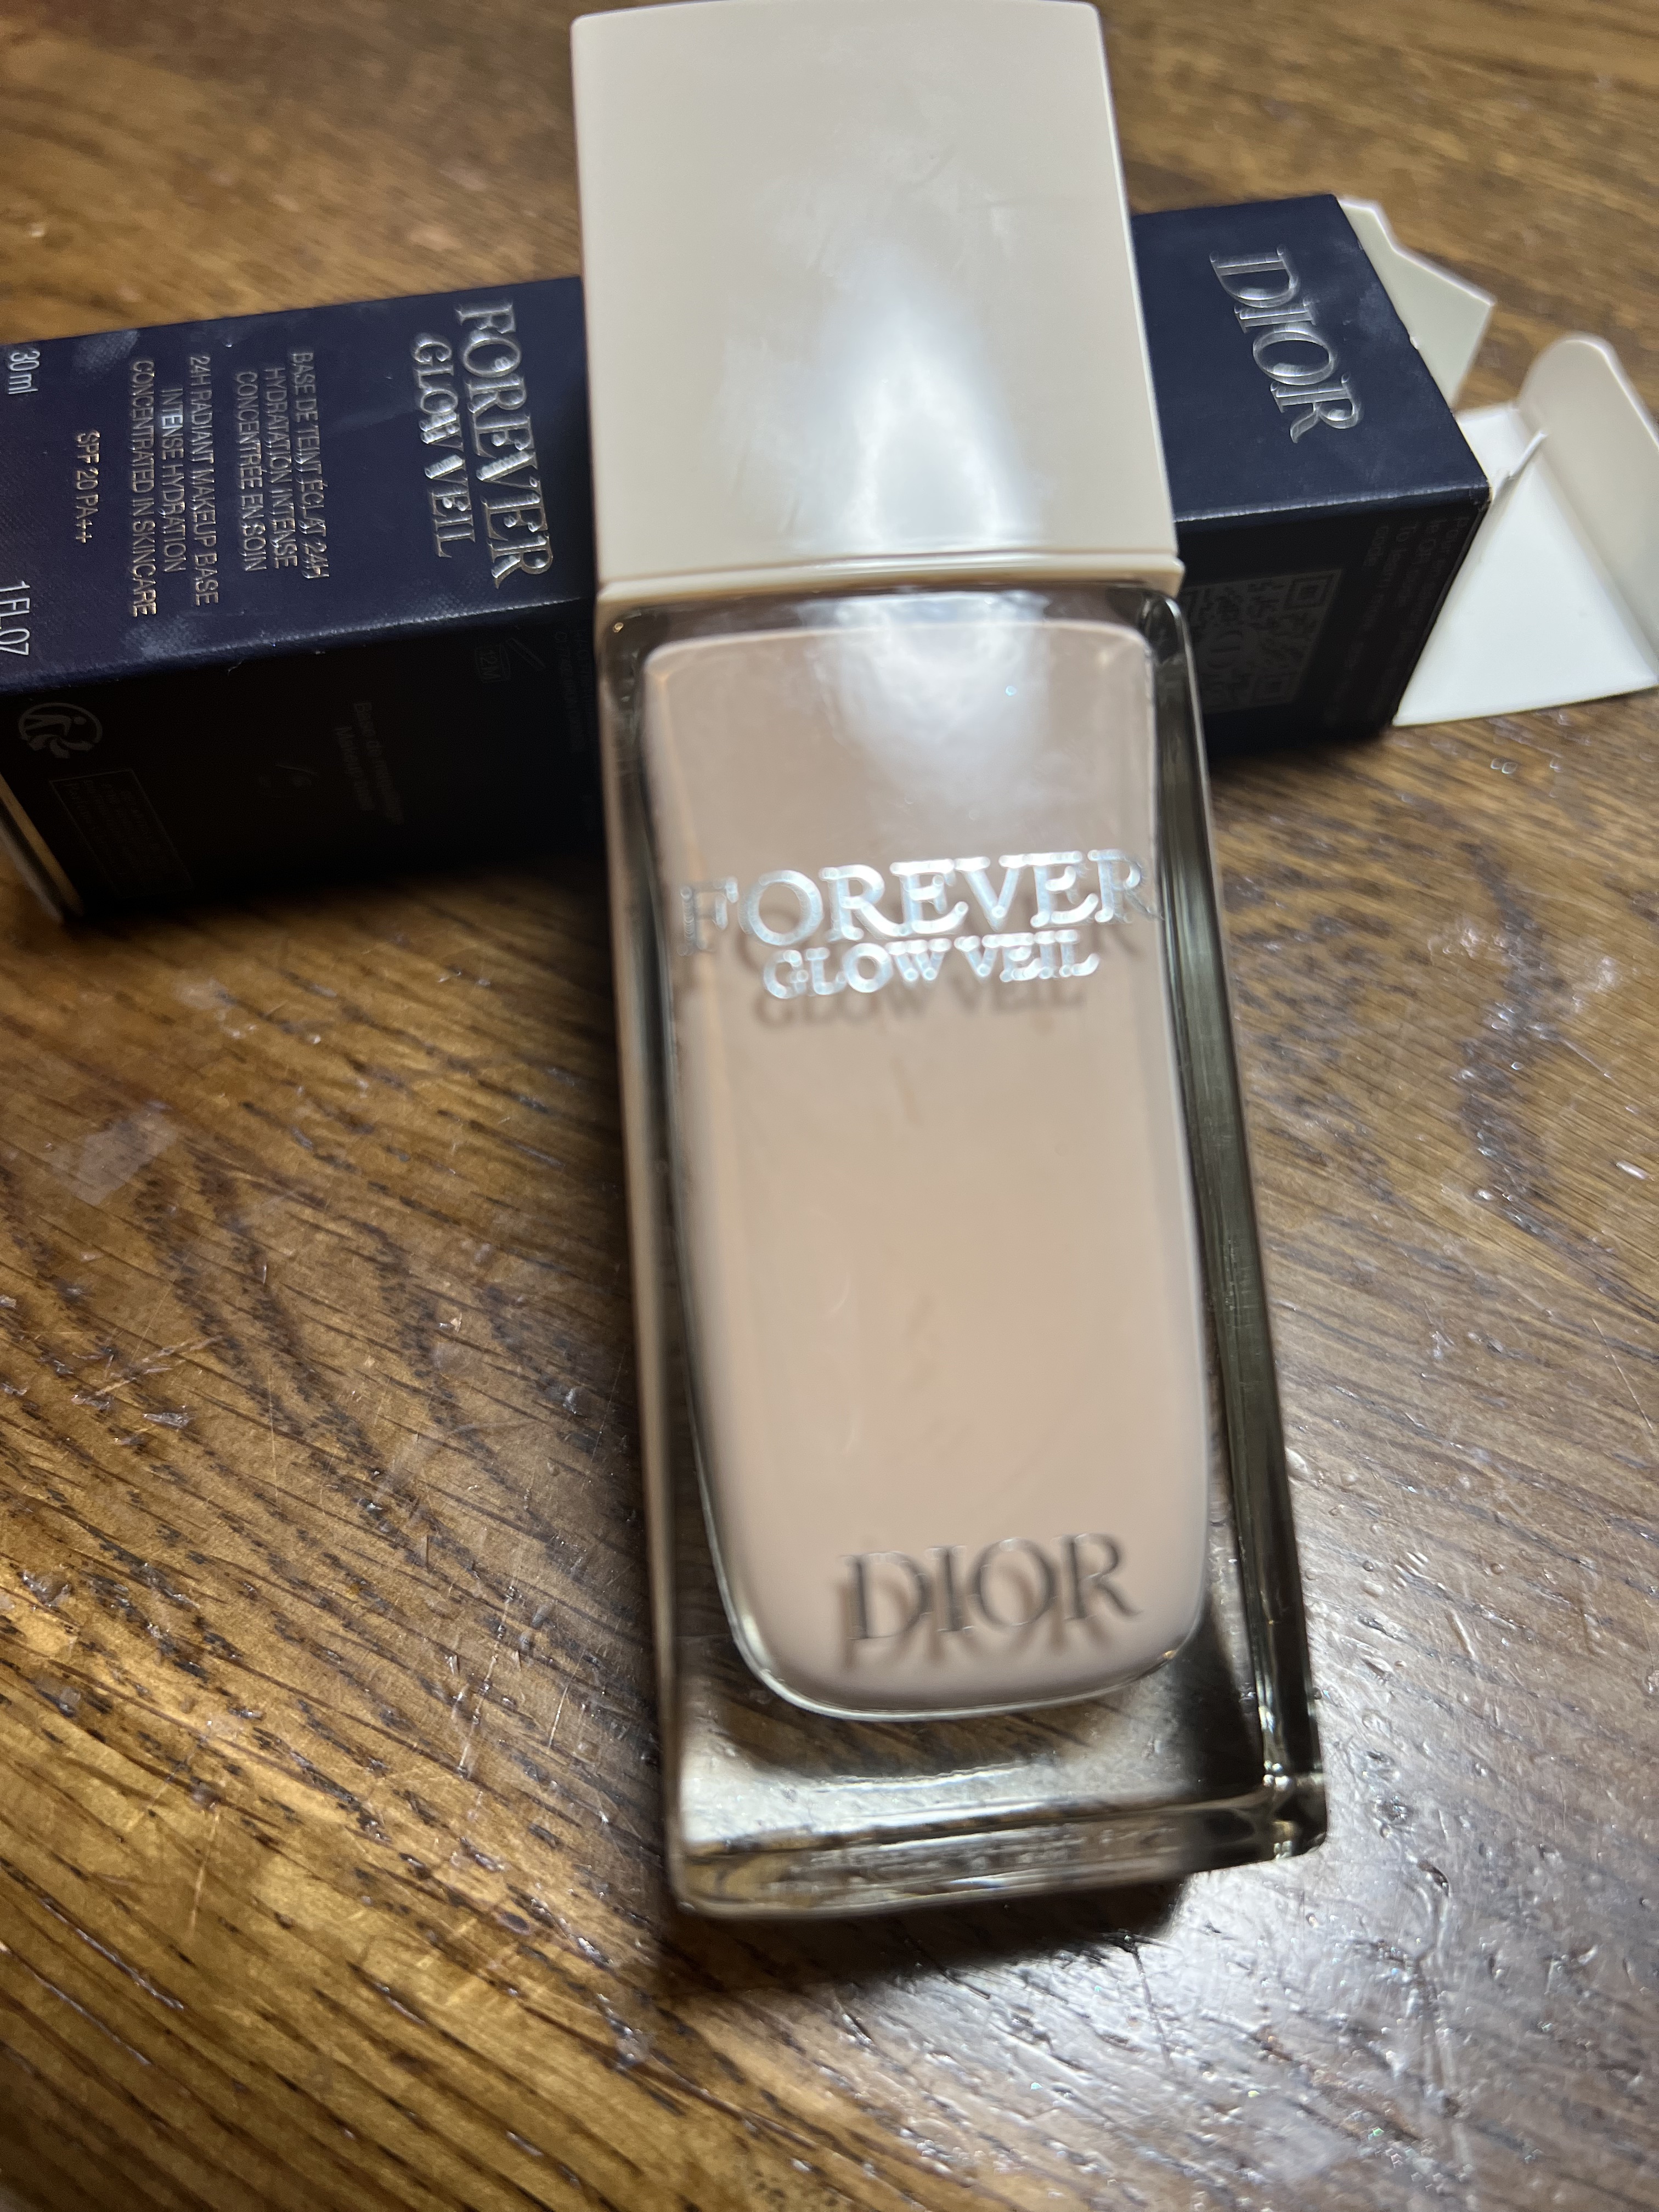 DIOR
FOREVER
GLOW VEIL
BASE DE TEINT ÉCLAT 24H
HYDRATATION INTENSE
CONCENTRÉE EN SOIN
24H RADIANT MAKEUP BASE
INTENSE HYDRATION
CONCENTRATED IN SKINCARE
SPF 20 PA++
30 ml
1 FL.OZ
12M
FOREVER
GLOW VEIL
DIOR